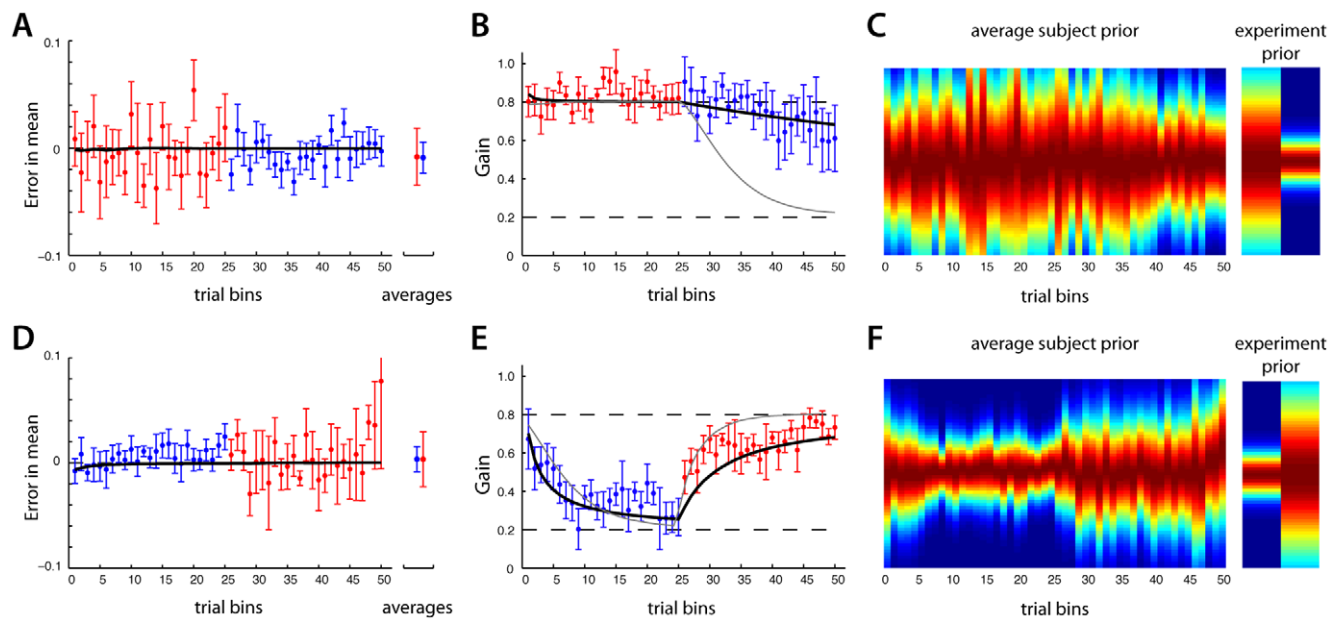 A
0.1
0
−0.1
Error in mean
0 5 10 15 20 25 30 35 40 45 50
trial bins
averages
B
1.0
0.8
0.6
0.4
0.2
0
Gain
0 5 10 15 20 25 30 35 40 45 50
trial bins
C
average subject prior
experiment
prior
0 5 10 15 20 25 30 35 40 45 50
trial bins
D
0.1
0
−0.1
Error in mean
0 5 10 15 20 25 30 35 40 45 50
trial bins
averages
E
1.0
0.8
0.6
0.4
0.2
0
Gain
0 5 10 15 20 25 30 35 40 45 50
trial bins
F
average subject prior
experiment
prior
0 5 10 15 20 25 30 35 40 45 50
trial bins